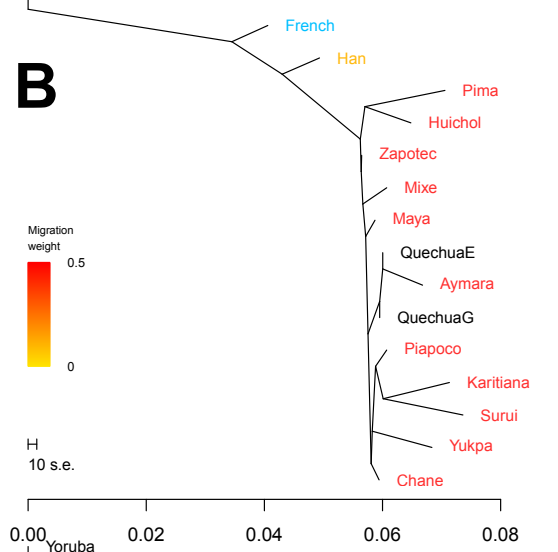 French
Han
B
Pima
Huichol
Zapotec
Mixe
Maya
Migration
weight
QuechuaE
0.5
Aymara
QuechuaG
Piapoco
0
Karitiana
Surui
Yukpa
10 s.e.
Chane
0.00 0.02 0.04 0.06 0.08
Yoruba